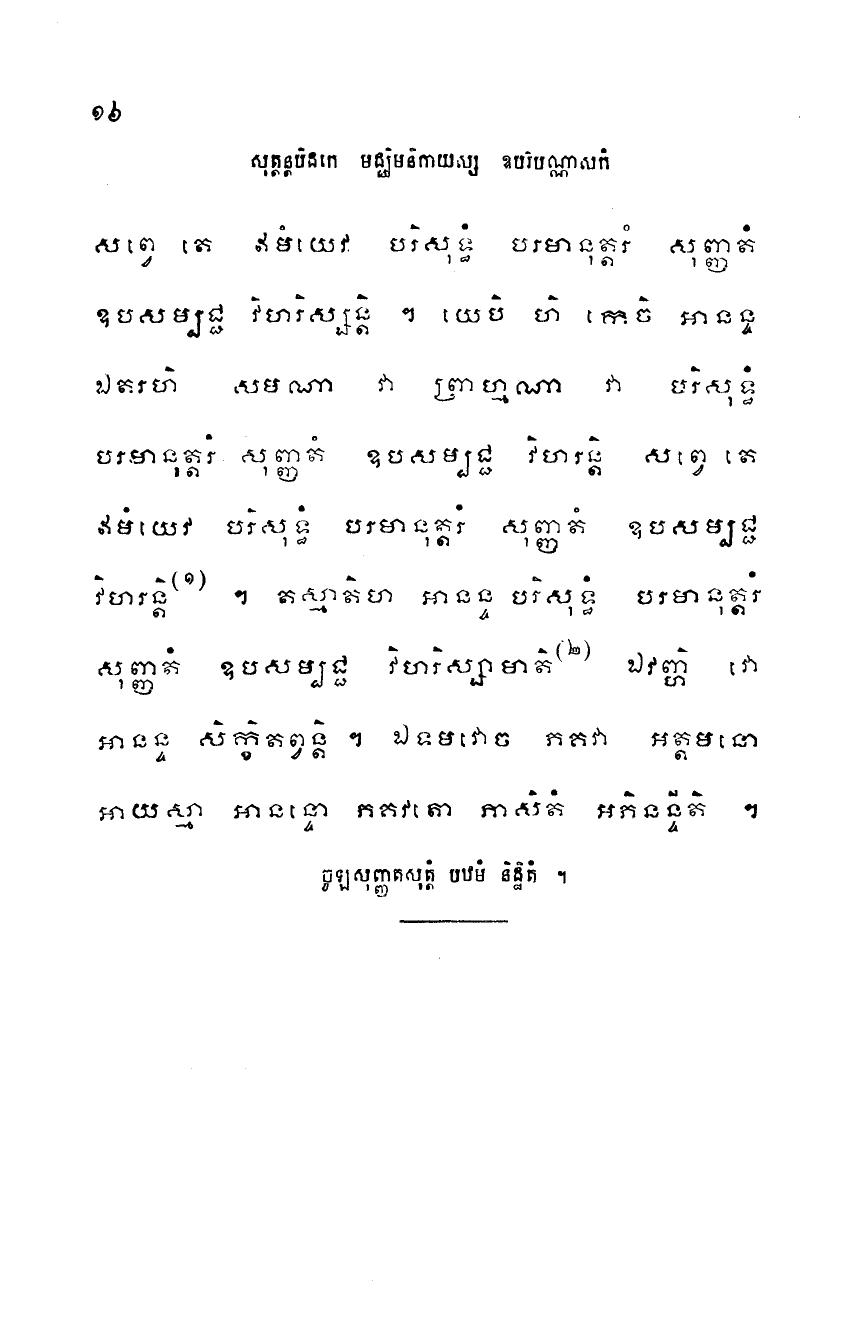 ១៦
សុត្តន្តបិដកេ មជ្ឈិមនិកាយស្ស ឧបរិបណ្ណាសកំ
សព្វេ តេ ឥមំយេវ បរិសុទ្ធំ បរមានុត្តរំ សុញ្ញតំ
ឧបសម្បជ្ជ វិហរិស្សន្តិ ។ យេបិ ហិ កេចិ អានន្ទ
ឯតរហិ សមណា វា ព្រាហ្មណា វា បរិសុទ្ធំ
បរមានុត្តរំ សុញ្ញតំ ឧបសម្បជ្ជ វិហរន្តិ សព្វេ តេ
ឥមំយេវ បរិសុទ្ធំ បរមានុត្តរំ សុញ្ញតំ ឧបសម្បជ្ជ
វិហរន្តិ(១) ។ តស្មាតិហ អានន្ទ បរិសុទ្ធំ បរមានុត្តរំ
សុញ្ញតំ ឧបសម្បជ្ជ វិហរិស្សាមាតិ(២) ឯវញ្ហិ វោ
អានន្ទ សិក្ខិតព្វន្តិ ។ ឯទមវោច ភគវា អត្តមនោ
អាយស្មា អានន្ទោ ភគវតោ ភាសិតំ អភិនន្ទីតិ ។
ចូឡសុញ្ញតសុត្តំ បឋមំ និដ្ឋិតំ ។